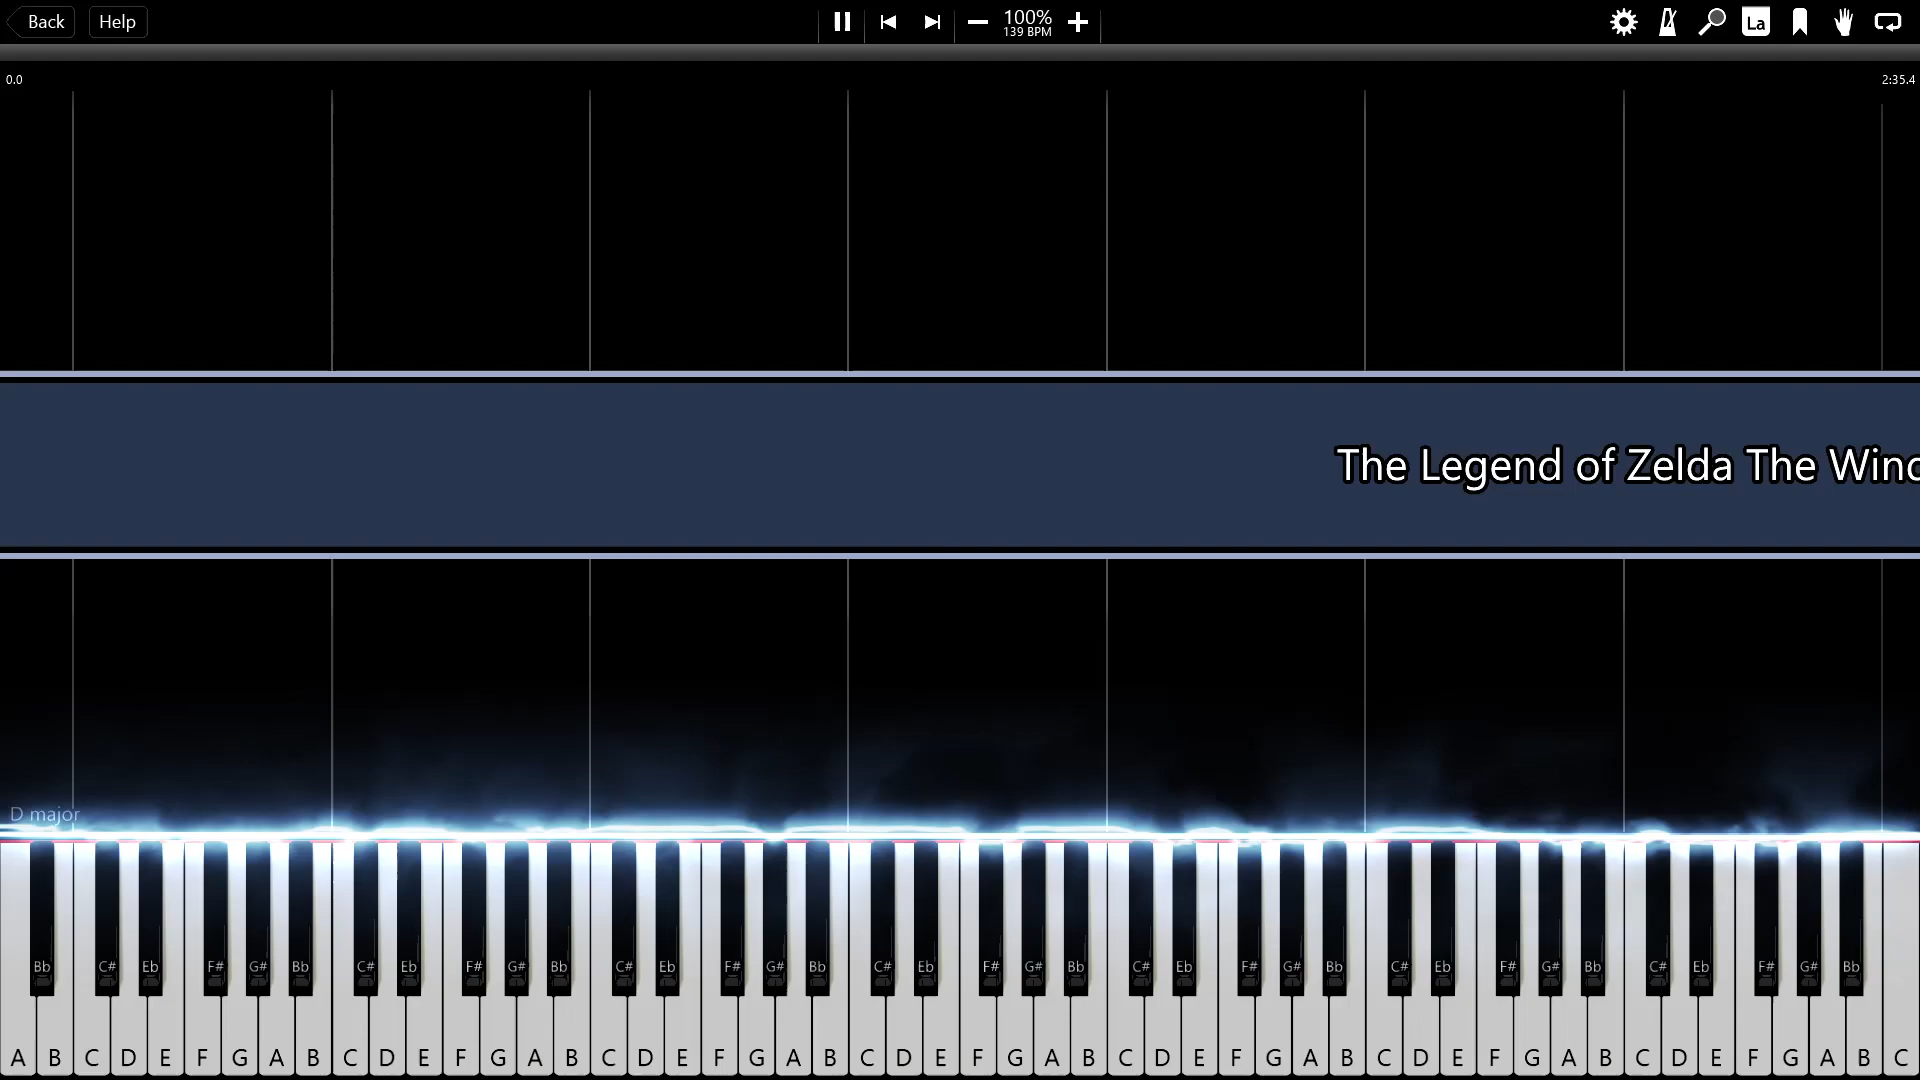 Back Help 100% La
139 BPM
0.0 2:35.4
The Legend of Zelda The Wind
D major
Bb C# Eb F# G# Bb C# Eb F# G# Bb C# Eb F# G# Bb C# Eb F# G# Bb C# Eb F# G# Bb C# Eb F# G# Bb C# Eb F# G# Bb
A B C D E F G A B C D E F G A B C D E F G A B C D E F G A B C D E F G A B C D E F G A B C D E F G A B C